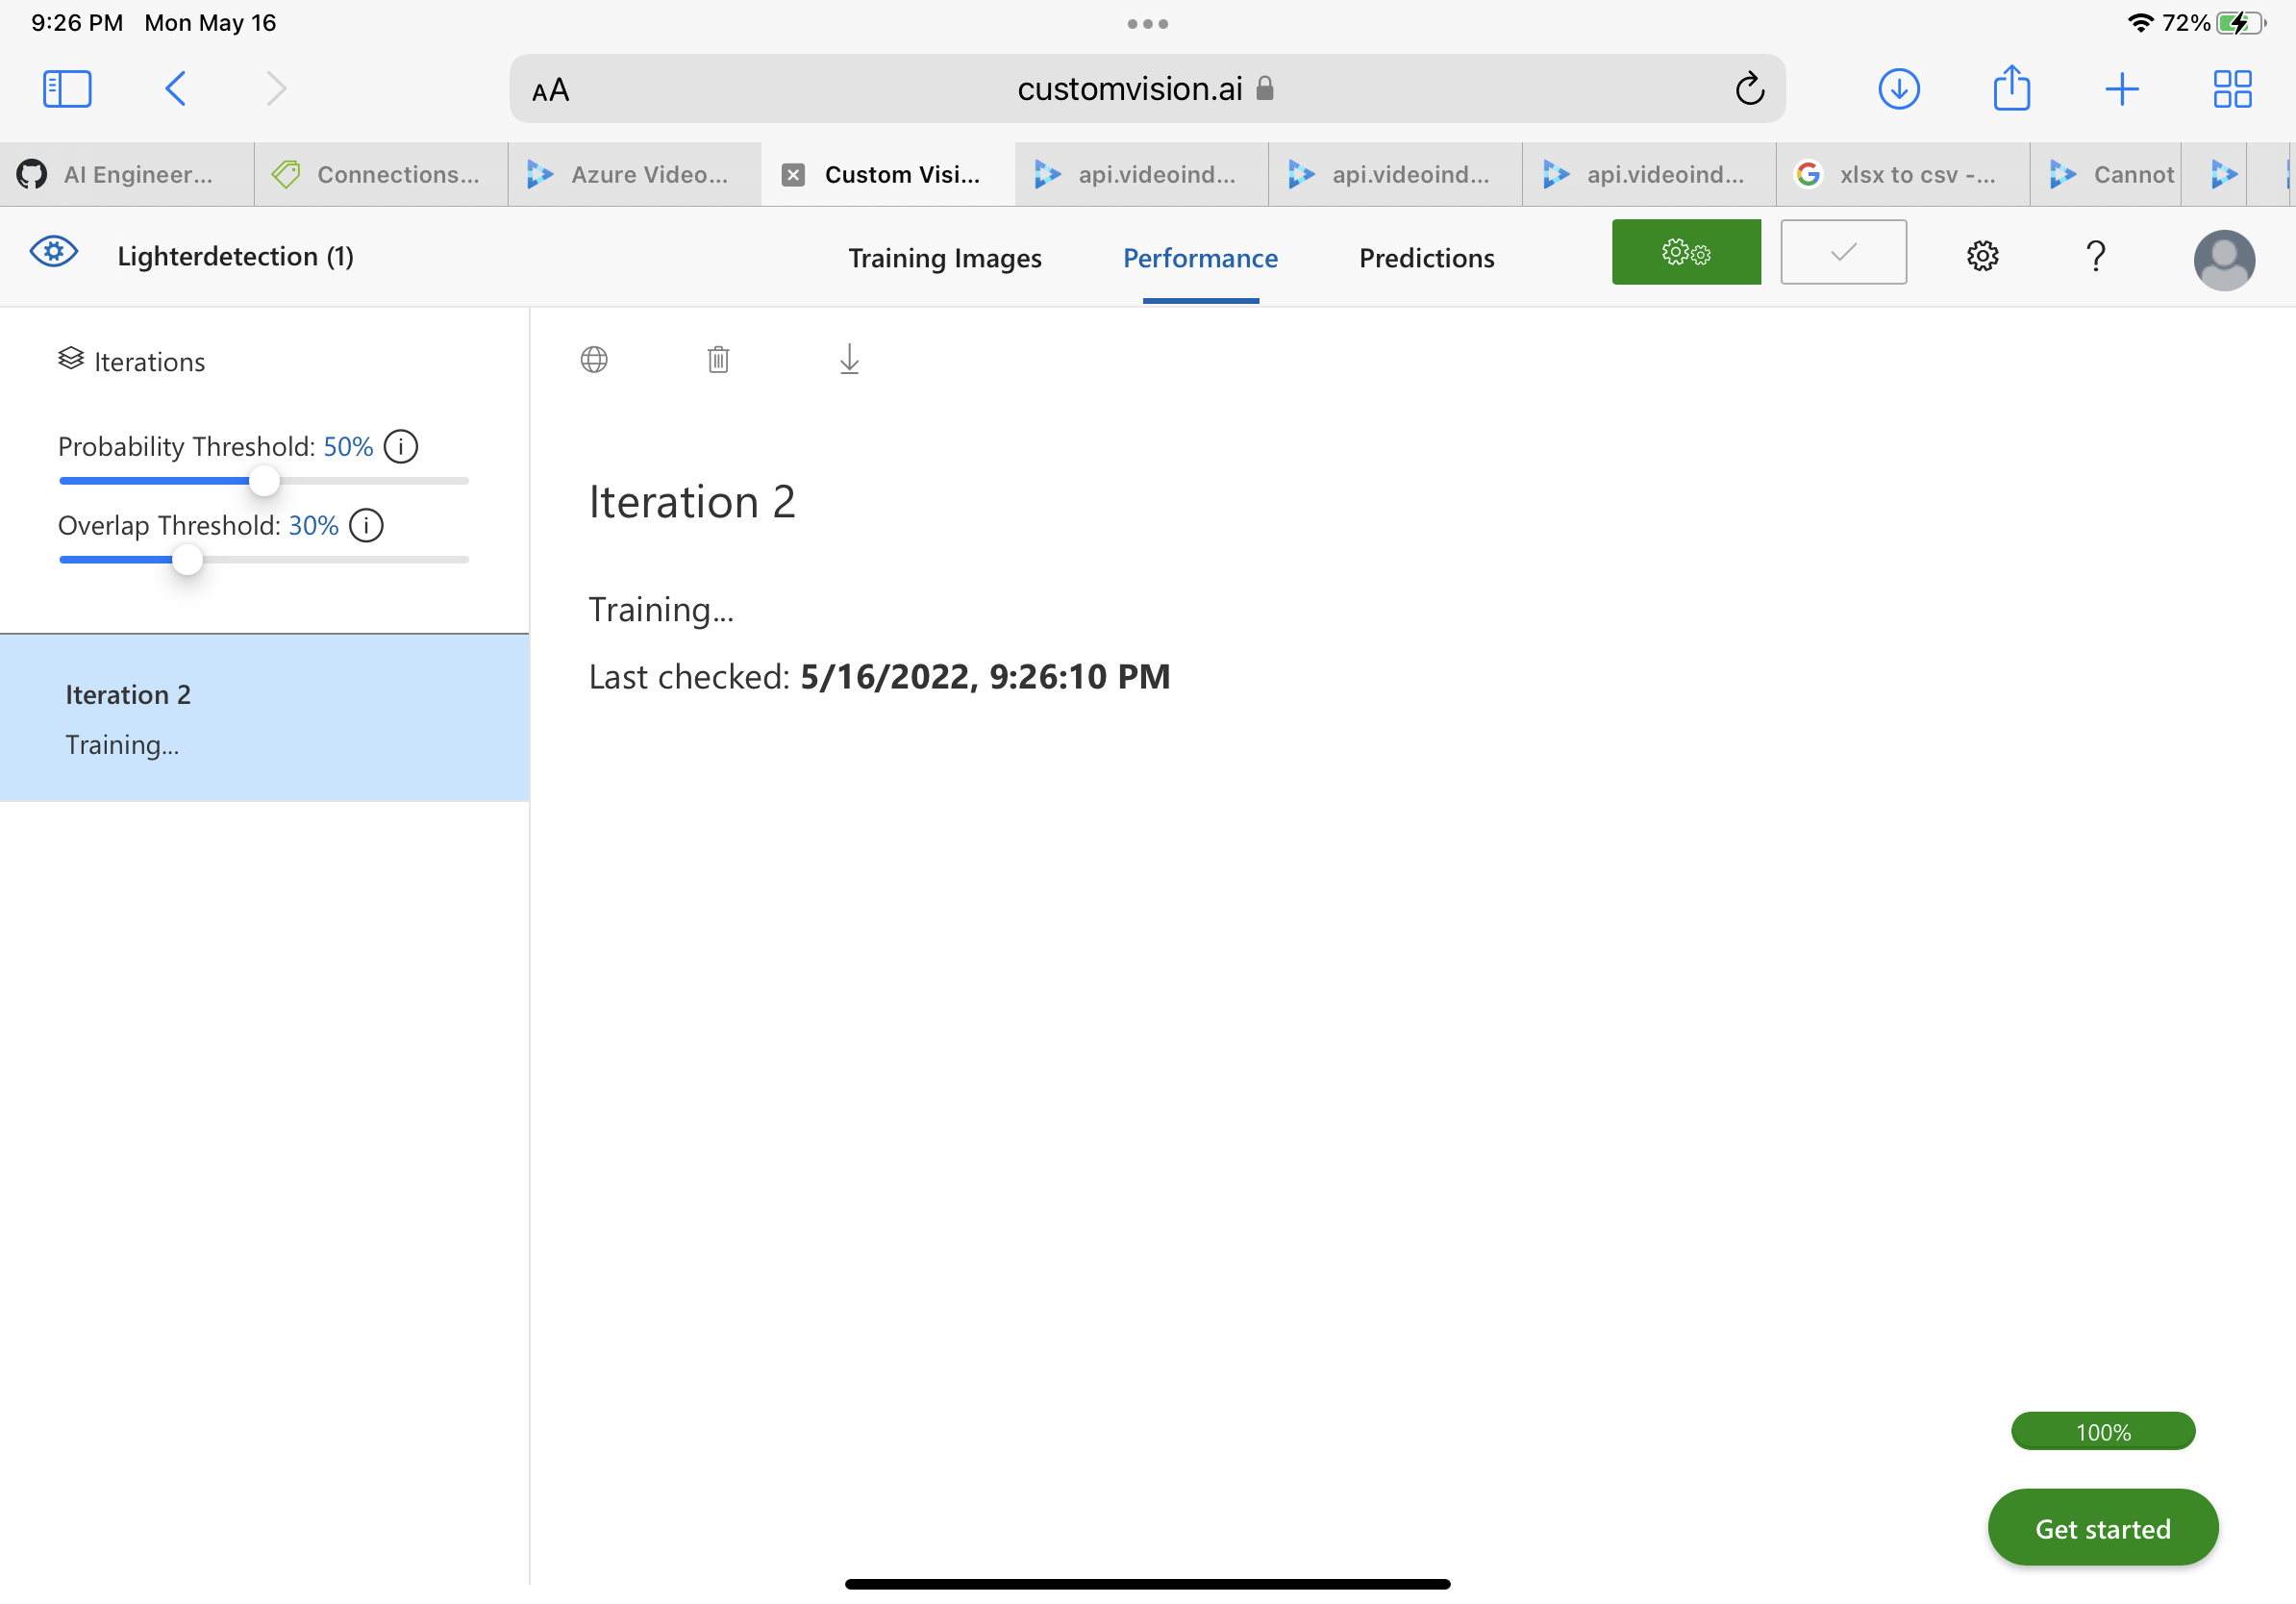 9:26 PM Mon May 16
72%
AA
customvision.ai
AI Engineer...
Connections...
Azure Video...
Custom Visi...
api.videoind...
api.videoind...
api.videoind...
xlsx to csv -...
Cannot
Lighterdetection (1)
Training Images
Performance
Predictions
?
Iterations
Probability Threshold: 50%
Overlap Threshold: 30%
Iteration 2
Training...
Iteration 2
Training...
Last checked: 5/16/2022, 9:26:10 PM
100%
Get started